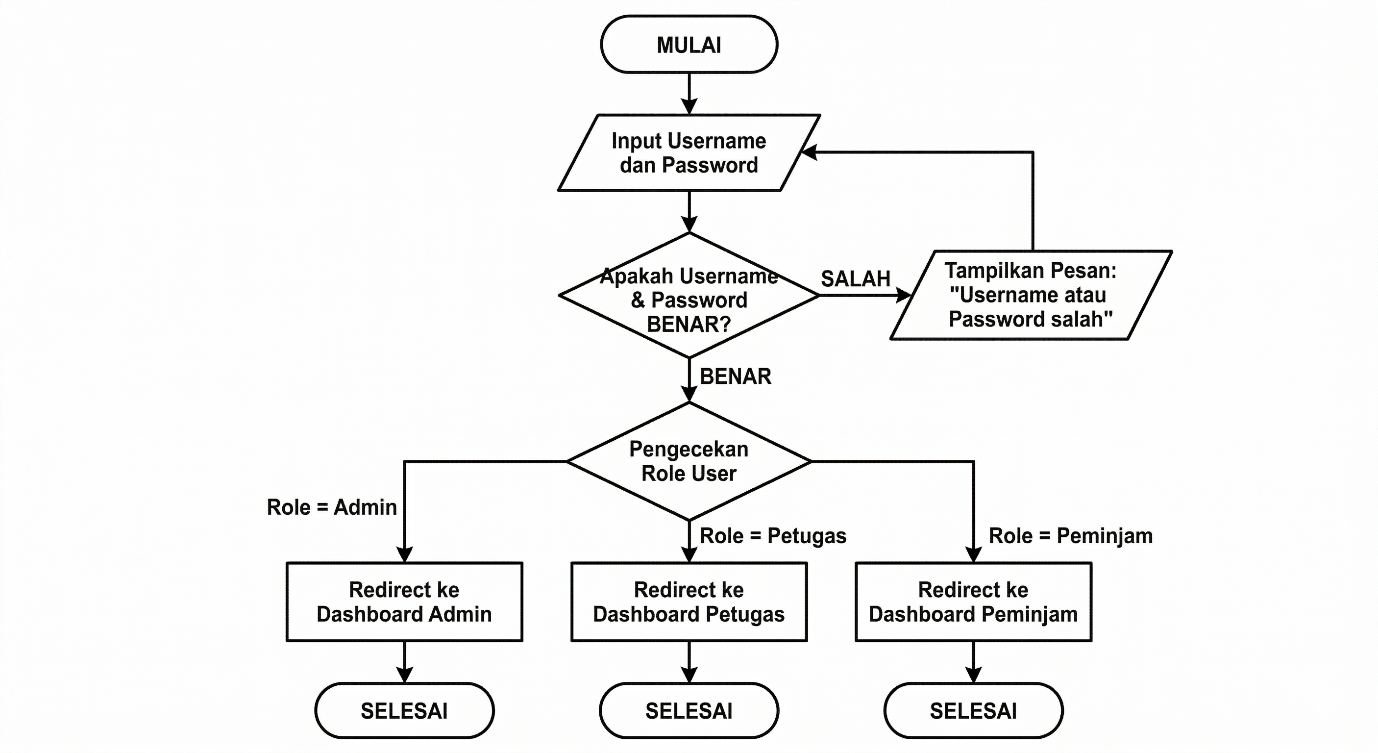 MULAI
Input Username
dan Password
Apakah Username
& Password
BENAR?
SALAH
Tampilkan Pesan:
"Username atau
Password salah"
BENAR
Pengecekan
Role User
Role = Admin
Role = Petugas
Role = Peminjam
Redirect ke
Dashboard Admin
Redirect ke
Dashboard Petugas
Redirect ke
Dashboard Peminjam
SELESAI
SELESAI
SELESAI